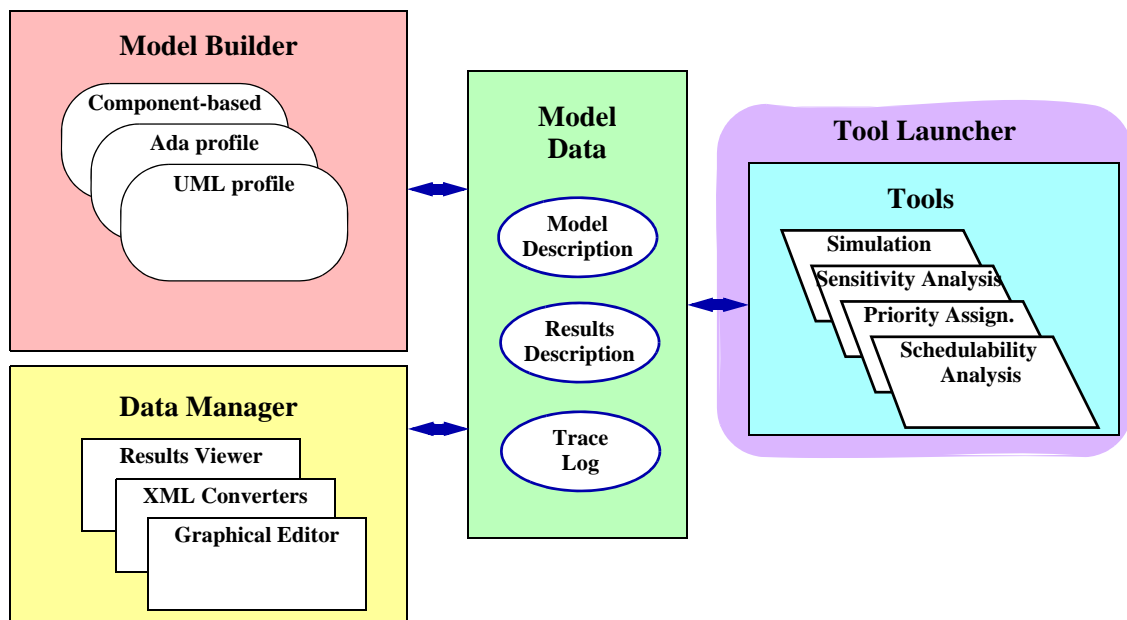 Model Builder
Component-based
Ada profile
UML profile
Data Manager
Results Viewer
XML Converters
Graphical Editor
Model
Data
Model
Description
Results
Description
Trace
Log
Tool Launcher
Tools
Simulation
Sensitivity Analysis
Priority Assign.
Schedulability
Analysis